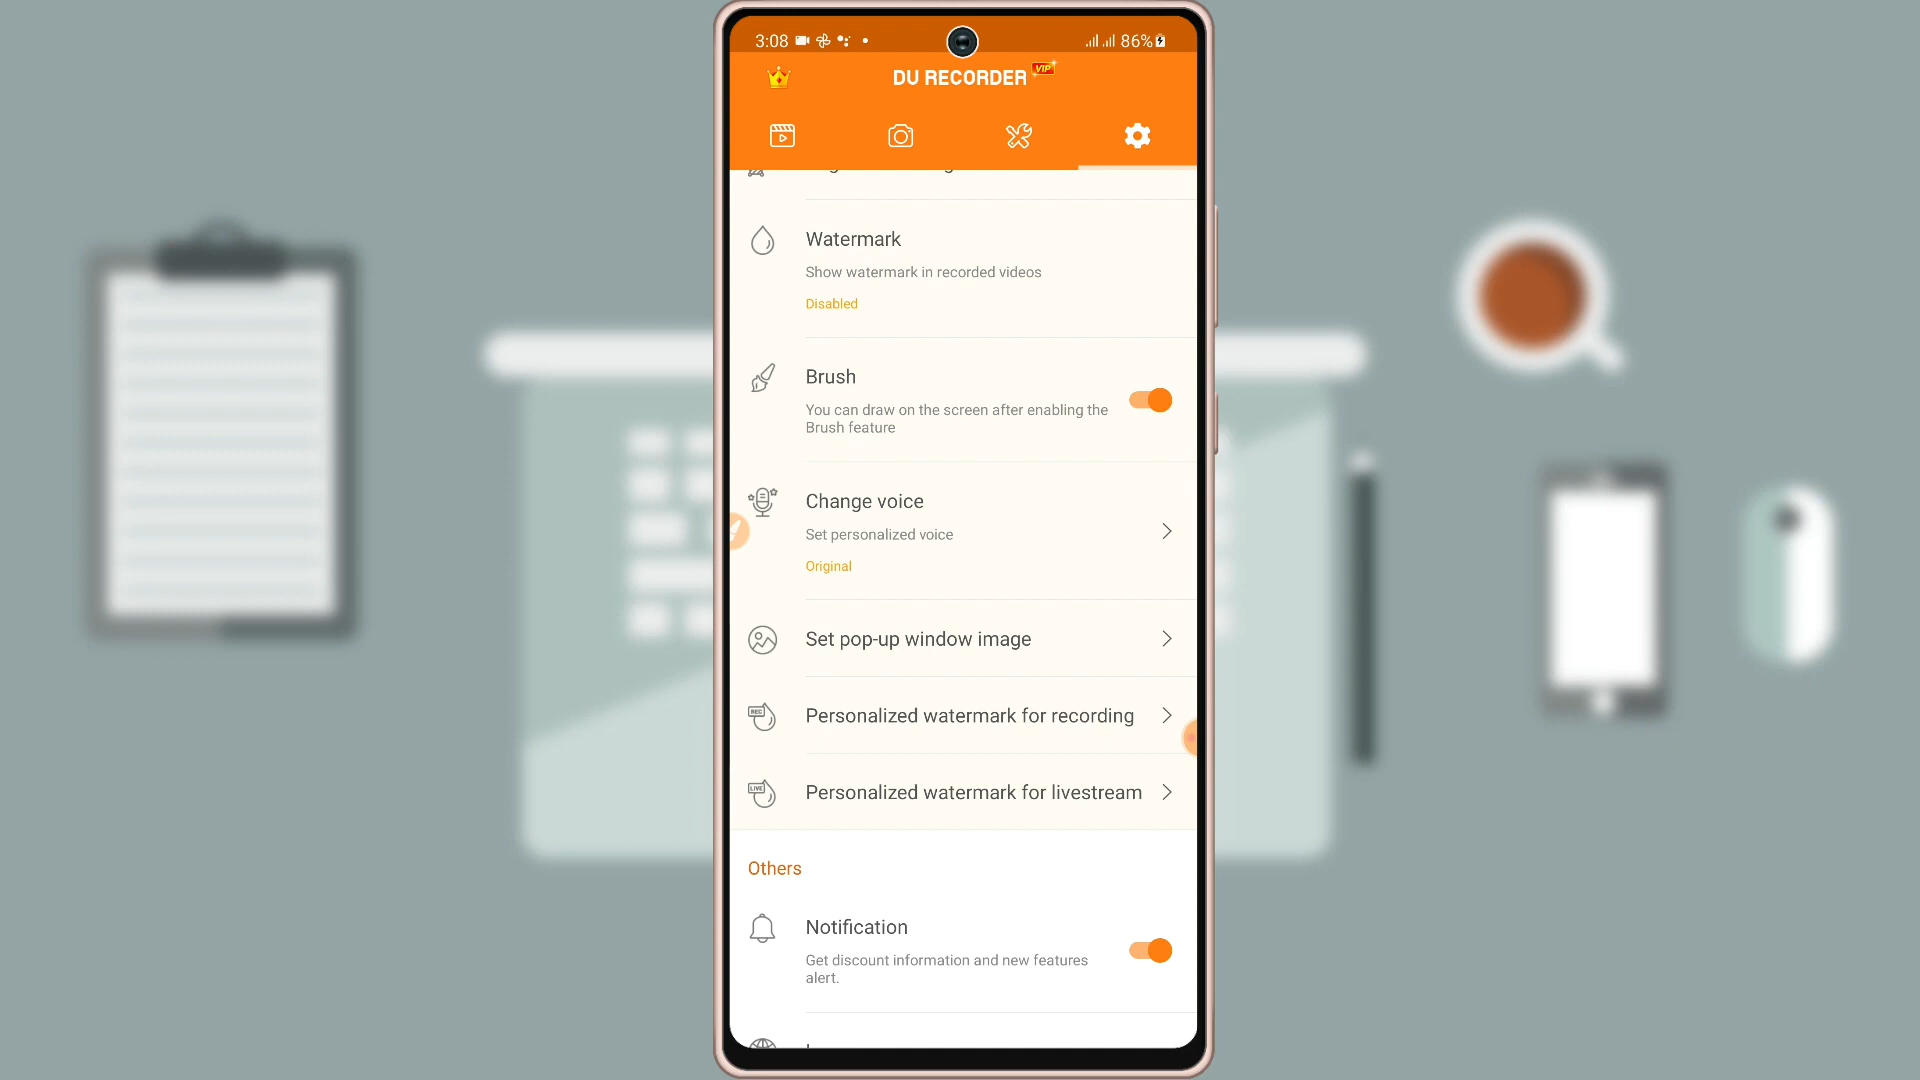 3:08
86%
DU RECORDER VIP
Watermark
Show watermark in recorded videos
Disabled
Brush
You can draw on the screen after enabling the
Brush feature
Change voice
Set personalized voice
Original
Set pop-up window image
REC
Personalized watermark for recording
LIVE
Personalized watermark for livestream
Others
Notification
Get discount information and new features
alert.